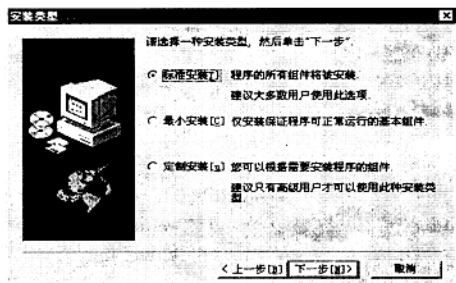 安装类型
请选择一种安装类型，然后单击"下一步".
标准安装[T] 程序的所有组件将被安装.
建议大多数用户使用此选项.
最小安装[C] 仅安装保证程序可正常运行的基本组件.
定制安装[u] 您可以根据需要安装程序的组件.
建议只有高级用户才可以使用此种安装类
型.
<上一步[B] 下一步[N]> 取消